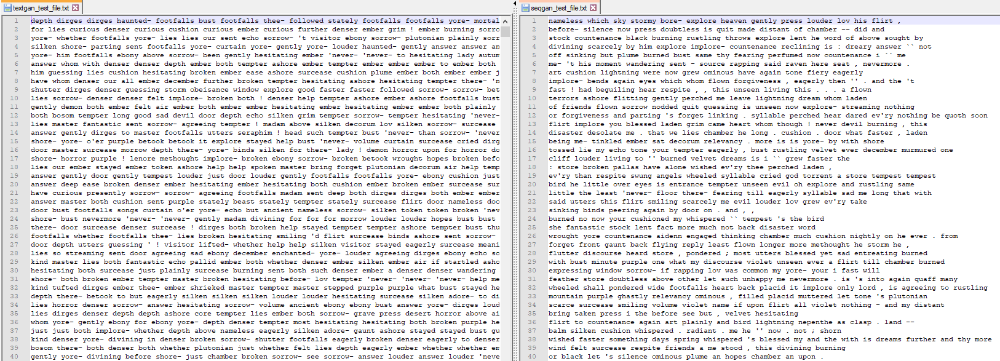 textgan_test_file.txt
1 depth dirges dirges haunted- footfalls bust footfalls thee- followed stately footfalls footfalls yore- mortal
2 for lies curious denser curious cushion curious ember curious further denser ember grim ! ember burning sorro
3 yore- whether footfalls yore- lies lies our sent echo sorrow- 't visitor ebony sorrow- plutonian plainly sorr
4 silken shore- parting sent footfalls yore- curtain yore- gently yore- louder haunted- gently answer answer an
5 yore- him footfalls ebony above sorrow- been gently hesitating ember 'never- 'never- to hesitating lady autum
6 answer whom with denser denser depth ember both tempter ashore ember tempter ember ember ember to ember both
7 him guessing lies cushion hesitating broken ember ease ashore surcease cushion plume ember both ember ember j
8 have whom denser our all ember december further broken tempter hesitating ashore hesitating tempter there- 'n
9 shutter dirges denser guessing storm obeisance window explore good faster faster followed sorrow- sorrow- bet
10 lies sorrow- denser denser felt implore- broken both ! denser help tempter ashore ember ashore footfalls bust
11 gently demon both ember felt air ember both ember ember hesitating ember hesitating ember ember both plainly
12 both bosom tempter long good sad devil door depth echo silken grim tempter sorrow- tempter hesitating 'never-
13 lies master fantastic sent sorrow- agreeing tempter ! madam above silken decorum lov silken sorrow- surcease
14 answer gently dirges to master footfalls utters seraphim ! head such tempter bust 'never- than sorrow- 'never
15 shore- yore- o'er purple betook betook it explore stayed help bust 'never- volume curtain surcease cried dirg
16 door master surcease morrow depth there- yore- binds silken for there- lady ! demon horror upon for horror do
17 shore- horror purple ! lenore methought implore- broken ebony sorrow- broken betook wrought hopes broken befo
18 lies our ember stayed ember token ashore help help spoken master bring forget plutonian decorum air help temp
19 answer gently door gently tempest louder just door louder gently footfalls footfalls yore- ebony cushion just
20 answer deep ease broken denser ember hesitating ember hesitating both cushion ember broken ember surcease sur
21 have curious presently sorrow- sorrow- agreeing footfalls madam sent deep both dirges dirges both ember ember
22 answer master both cushion sent purple stately beast stately tempter stately surcease flirt door nameless doo
23 door bust footfalls songs curtain o'er yore- echo but ancient nameless sorrow- silken token token broken 'nev
24 shore- bust nevermore 'never- 'never- gently madam divining for for for morrow louder louder hopes bust bust
25 there- door surcease denser surcease ! dirges both broken help stayed tempter tempter ashore tempter bust thu
26 footfalls whether footfalls thee- lies broken hesitating smiling 'd flirt surcease binds ashore sent sorrow-
27 door depth utters guessing ' ! visitor lifted- whether help help silken visitor stayed eagerly surcease meani
28 lies so streaming sent door agreeing sad ebony december enchanted- yore- louder agreeing dirges ebony echo so
29 kind master lies both fantastic echo pallid ember both whether denser ember silken ember air if startled asho
30 hesitating both surcease just plainly surcease burning sent both such denser ember a denser denser wandering
31 shore- both broken ember tempter master broken hesitating before- lov tempter 'never- 'never- 'never- help me
32 kind tufted dirges ember thee- ember shrieked master tempter master stepped purple purple what bust stayed he
33 depth there- betook to but eagerly silken silken silken louder louder hesitating surcease silken adore- to di
34 lies horror denser sorrow- answer hesitating sorrow- volume ancient ebony ebony bust answer yore- dirges loud
35 lies dirges denser depth depth ashore core tempter lies ember both sorrow- grave press desert horror above ai
36 whom yore- gently ebony for ebony yore- depth denser tempter most hesitating hesitating both broken purple he
37 just just both implore- whether depth above nameless eagerly silken adore- gaunt ashore stayed stayed bust gu
38 kind denser yore- divining in denser broken sorrow- shutter footfalls eagerly broken denser eagerly to denser
39 bosom there- both denser both whether plutonian just whether felt lies depth eagerly ember whether whether em
40 gently yore- divining before shore- just chamber broken sorrow- see sorrow- answer louder answer louder 'neve
seqgan_test_file.txt
1 nameless which sky stormy bore- explore heaven gently press louder lov his flirt ,
2 before- silence now press doubtless is quit made distant of chamber -- did and
3 stock countenance black burning rustling throws explore lent he word of above sought by
4 divining scarcely by him explore implore- countenance reclining is : dreary answer `` not
5 off sinking but plume burned bust same thy fearing perfumed now countenance i `` me
6 me- 't his moment wandering sent - source rapping said raven here seat , nevermore .
7 art cushion lightning were now grew ominous have again tone fiery eagerly
8 implore- bends again eyes which whom flown forgiveness , eagerly then '' . and the 't
9 fast ! had beguiling hear respite , , this unseen living this . . . a flown
10 terrors ashore flitting gently perched me leave lightning dream whom laden
11 of friends flown sorrow nodded quit guessing is unseen now explore- streaming nothing
12 or forgiveness and parting 's forget linking . syllable perched hear dared ev'ry nothing be quoth soon
13 flirt implore you blessed laden grim came heart whom though ! never devil burning , this
14 disaster desolate me . that we lies chamber he long . cushion . door what faster , laden
15 being me- tinkled ember sat decorum relevancy . more is is yore- by with shore
16 tossed lie my echo tone your tempter eagerly , bust rustling velvet ever december murmured one
17 cliff louder living to '' burned velvet dreams is i `` grew faster the
18 : store broken pallas have alone wished ev'ry thee perched laden ,
19 ev'ry than respite swung angels wheeled syllable cried god torrent a store tempest tempest
20 bird he little over eyes is entrance tempter unseen evil oh explore and rustling same
21 little the least 'never- floor there- fearing till eagerly syllable sad me long that with
22 said utters this flirt smiling scarcely me evil louder lov grew ev'ry take
23 sinking binds peering again by door on . and , ,
24 burned no now your cushioned my whispered `` tempest 's the bird
25 she fantastic stock lent fact more much not back disaster word
26 wrought yore countenance aidenn engaged thinking chamber much cushion nightly on he ever . from
27 forget front gaunt back flying reply least flown longer more methought he storm he ,
28 flutter discourse heard store , pondered ; most utters blessed yet sad entreating burned
29 with bust minute purple one what my discourse violet unseen ever a flirt till chamber burned
30 expressing window sorrow- if rapping lov was common my yore- your i fast will
31 feather store doubtless above other let such unhappy me nevermore . is 's into again quaff many
32 wheeled shall pondered wide footfalls heart back placid it implore only lord , is agreeing to rustling
33 mountain purple ghastly relevancy ominous , filled placid muttered let tone 's plutonian
34 scarce surcease smiling volume violet name if upon flirt all violet nothing - and my distant
35 bring taken press i the before see but , velvet hesitating
36 flirt to countenance again art plainly and bird lightning nepenthe as clasp . land --
37 balm silken cushion whispered . radiant . me he '' now . not ; shorn
38 wished faster something days spring whispered 's blessed my and the with is dreams further and thy more
39 wind felt surcease respite friends a me stood , this divining burning
40 or black let 's silence ominous plume an hopes chamber an upon .